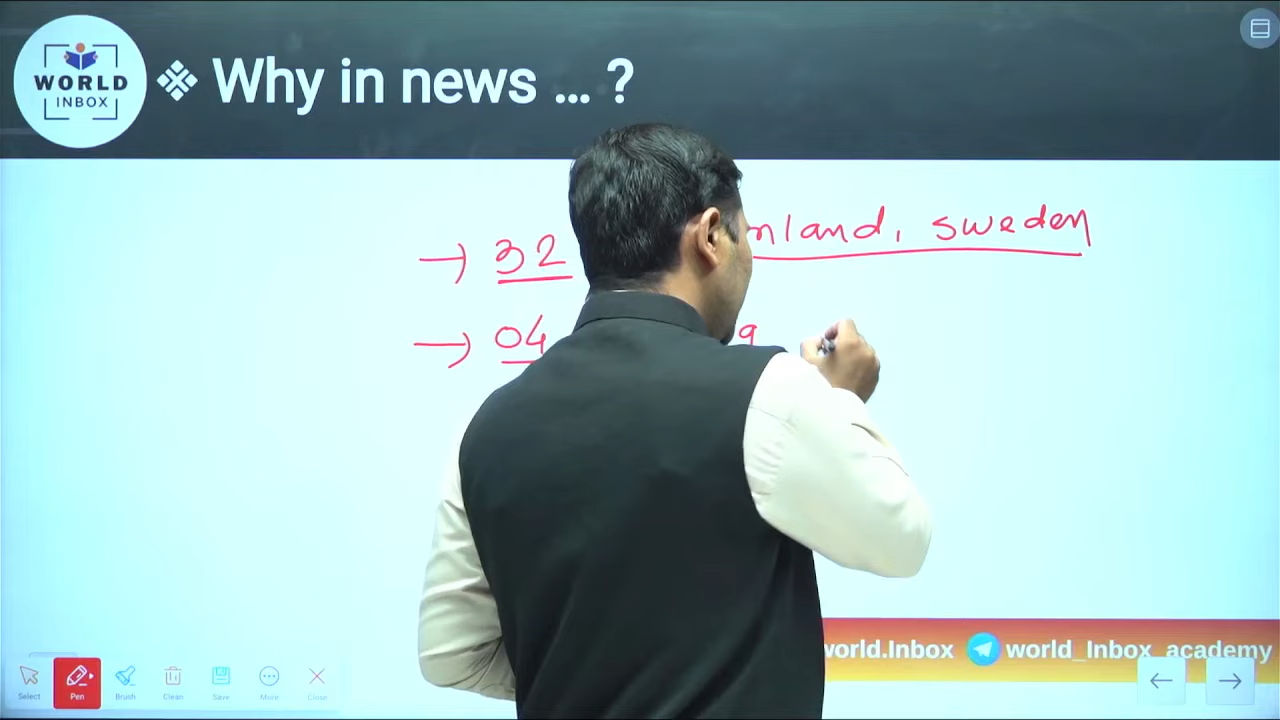 WORLD
INBOX
❖ Why in news ... ?
→ 32 nland, sweden
→ 04 9
world.Inbox world_Inbox_academy
Select Pen Brush Clean Save More Close
← →